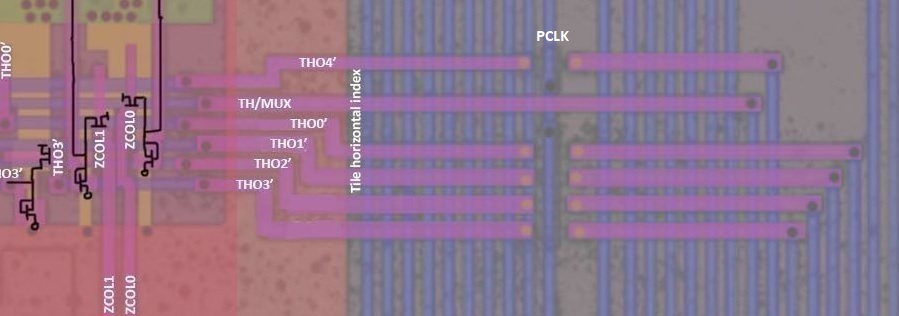 PCLK
THO4'
THO0'
TH/MUX
THO0'
THO1'
THO2'
THO3'
Tile horizontal index
ZCOL0
ZCOL1
THO3'
HO3'
ZCOL1
ZCOL0